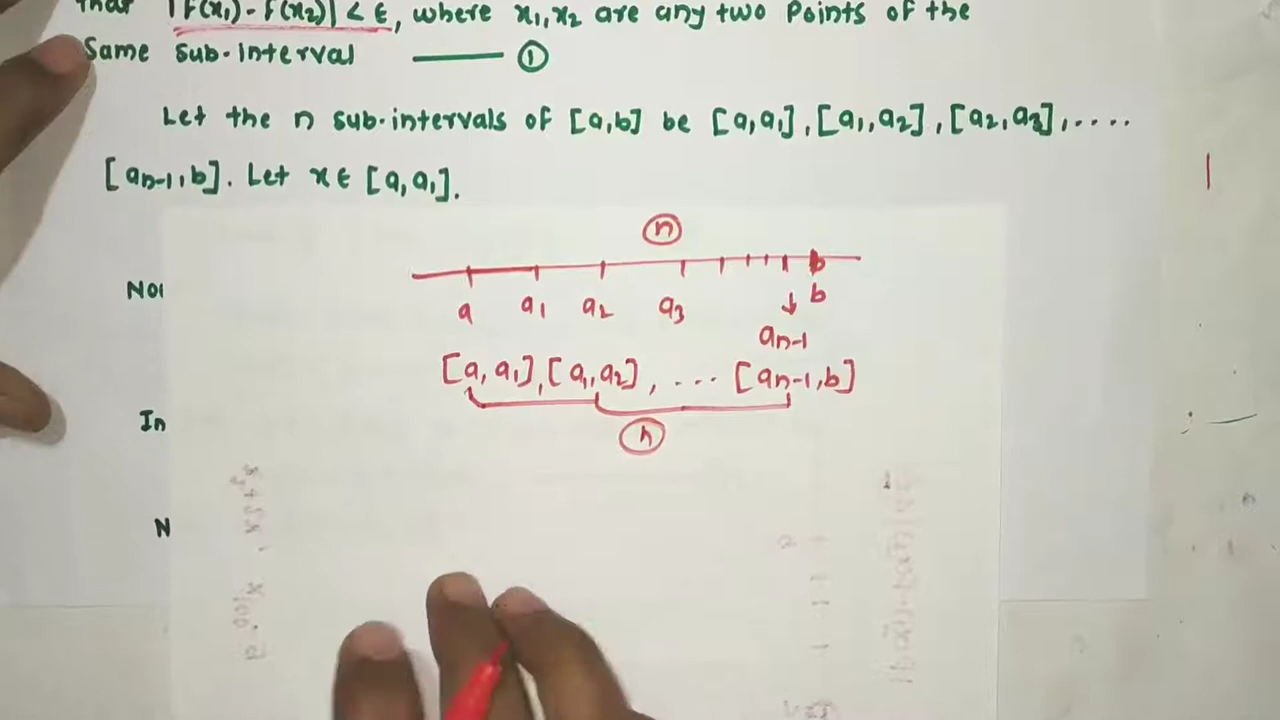 that |f(x₁)-f(x₂)| < ε, where x₁,x₂ are any two points of the
Same sub-interval —— ①
Let the n sub-intervals of [a,b] be [a,a₁], [a₁,a₂], [a₂,a₃], ....
[aₙ₋₁,b]. Let x ∈ [a,a₁].
n
a a₁ a₂ a₃ b
aₙ₋₁
[a, a₁], [a₁,a₂], ... [aₙ₋₁,b]
n
In
N